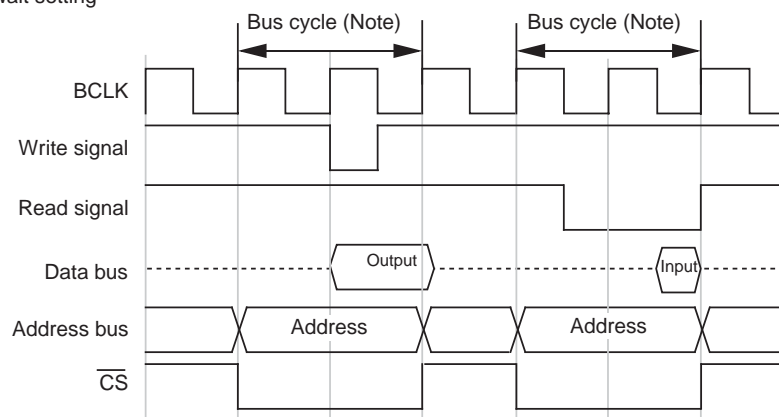 wait setting
Bus cycle (Note) Bus cycle (Note)
BCLK
Write signal
Read signal
Data bus Output Input
Address bus Address Address
CS